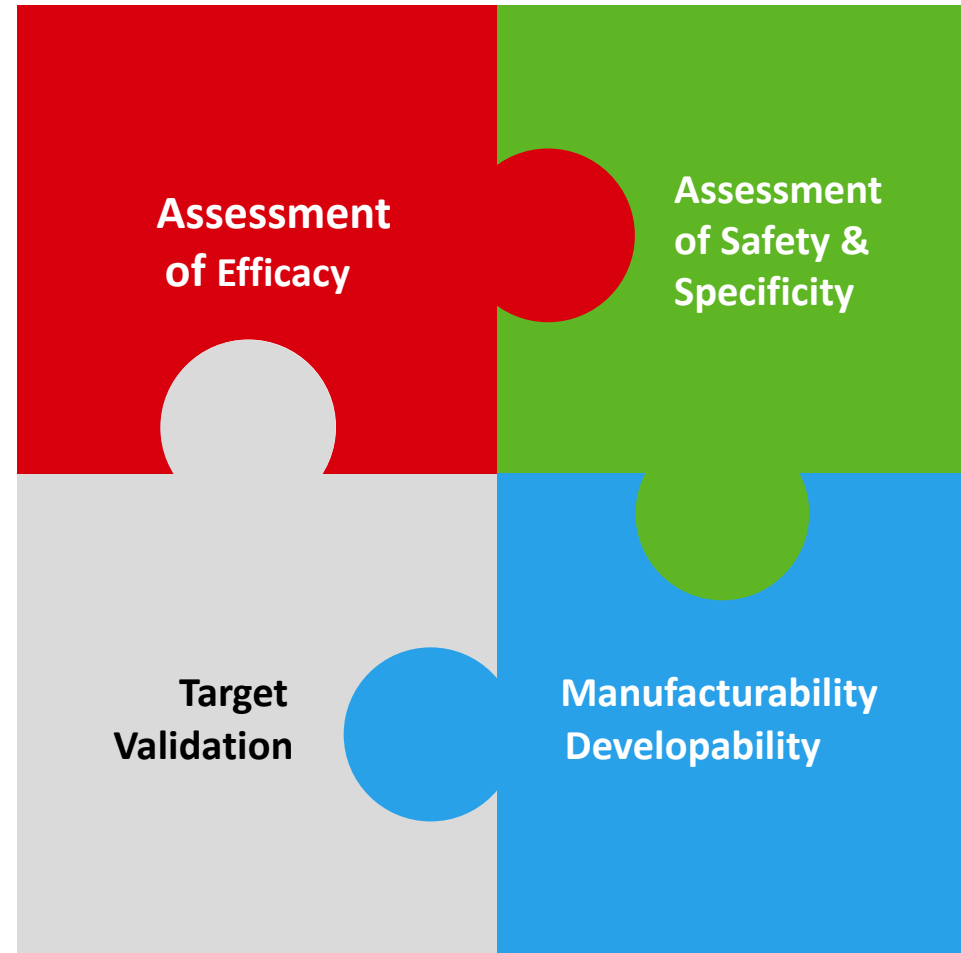 Assessment
of Efficacy
Assessment
of Safety &
Specificity
Target
Validation
Manufacturability
Developability